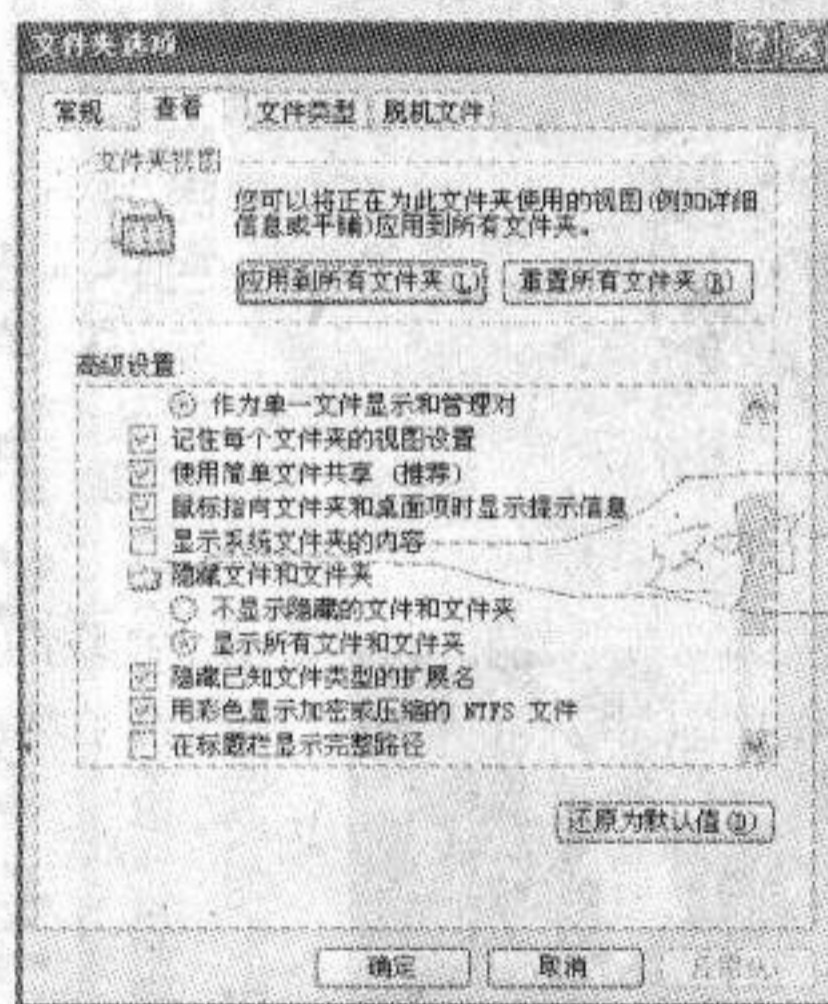 文件夹选项
常规 查看 文件类型 脱机文件
文件夹视图
您可以将正在为此文件夹使用的视图(例如详细
信息或平铺)应用到所有文件夹。
应用到所有文件夹(L) 重置所有文件夹(R)
高级设置:
作为单一文件显示和管理对
记住每个文件夹的视图设置
使用简单文件共享 (推荐)
鼠标指向文件夹和桌面项时显示提示信息
显示系统文件夹的内容
隐藏文件和文件夹
不显示隐藏的文件和文件夹
显示所有文件和文件夹
隐藏已知文件类型的扩展名
用彩色显示加密或压缩的 NTFS 文件
在标题栏显示完整路径
还原为默认值(D)
确定 取消